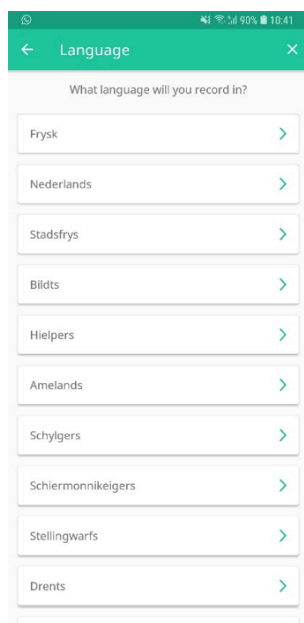 90% 10:41
Language
What language will you record in?
Frysk
Nederlands
Stadsfrys
Bildts
Hielpers
Amelands
Schylgers
Schiermonnikeigers
Stellingwarfs
Drents